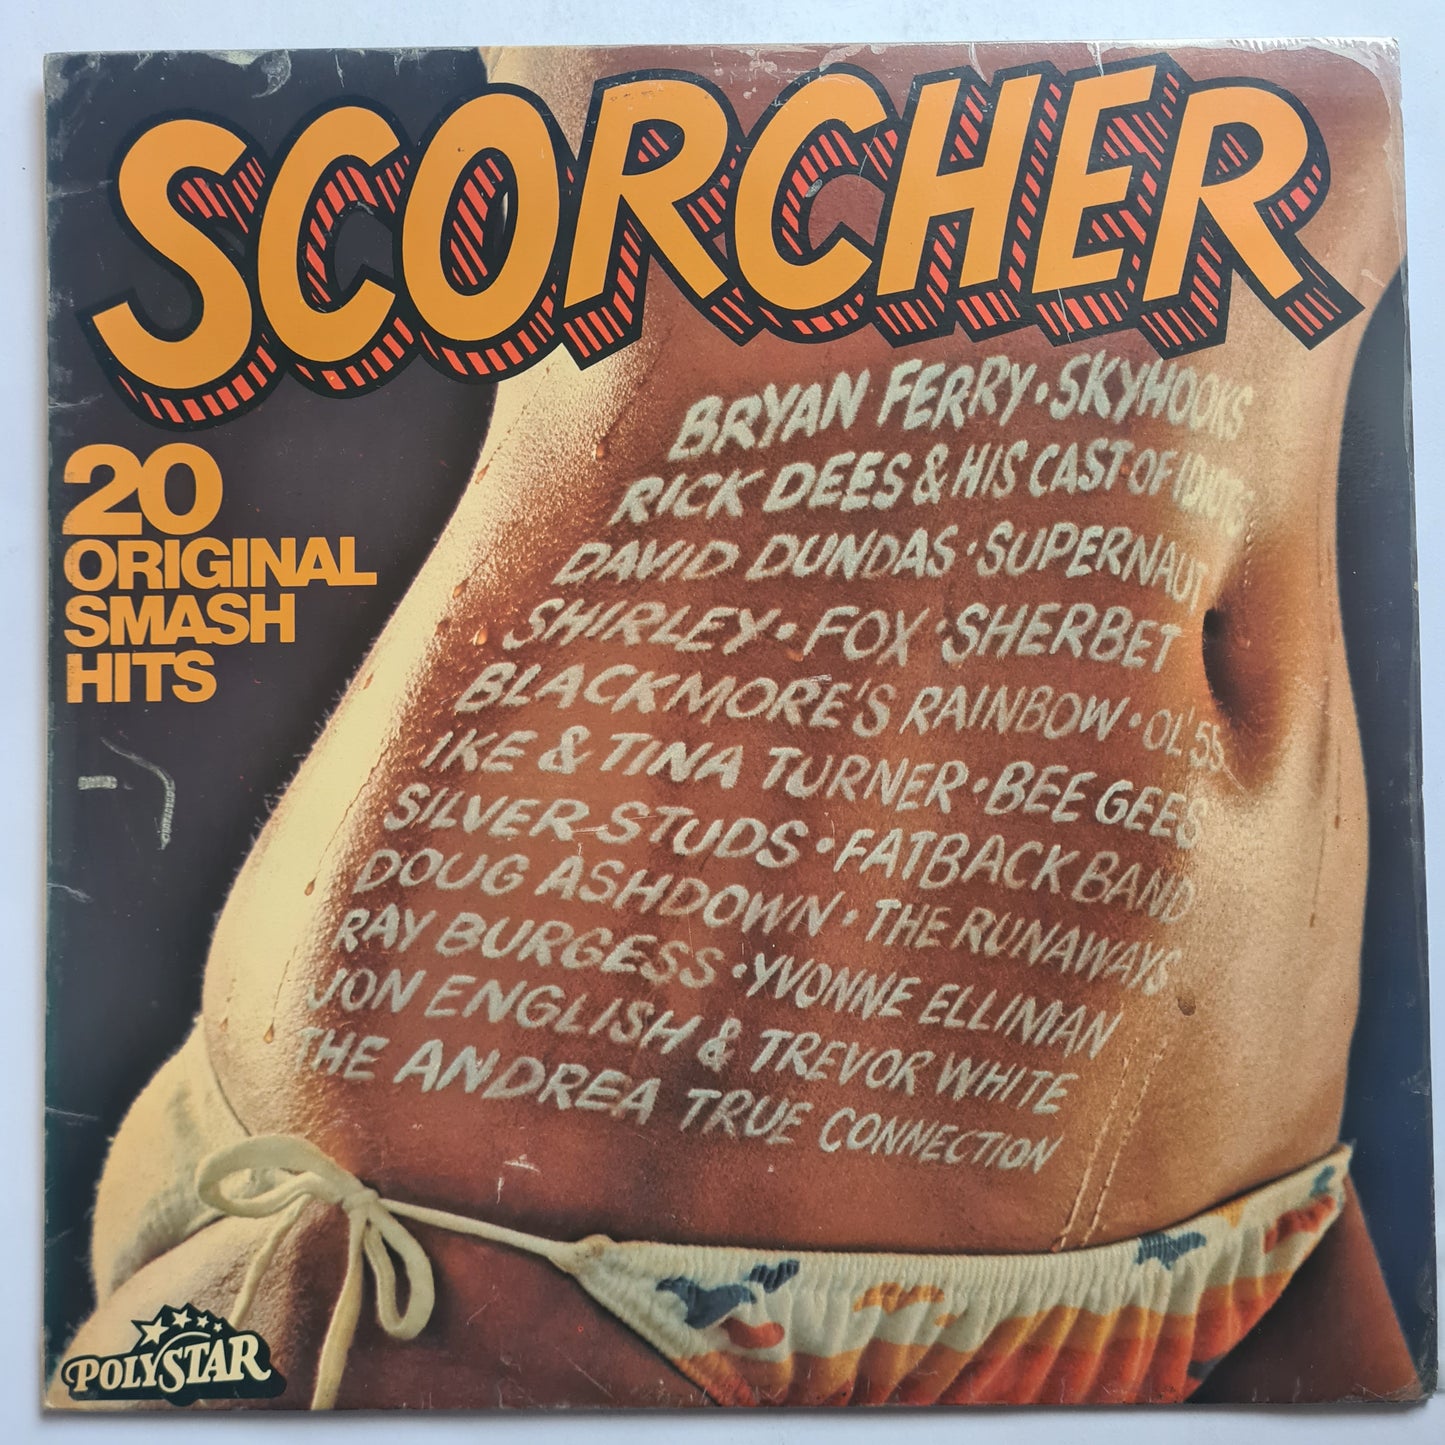 SCORCHER
20
ORIGINAL
SMASH
HITS
BRYAN FERRY • SKYHOOKS
RICK DEES & HIS CAST OF IDIOTS
DAVID DUNDAS • SUPERNAUT
SHIRLEY • FOX • SHERBET
BLACKMORE'S RAINBOW • OL'55
IKE & TINA TURNER • BEE GEES
SILVER STUDS • FATBACK BAND
DOUG ASHDOWN • THE RUNAWAYS
RAY BURGESS • YVONNE ELLIMAN
JON ENGLISH & TREVOR WHITE
THE ANDREA TRUE CONNECTION
POLYSTAR